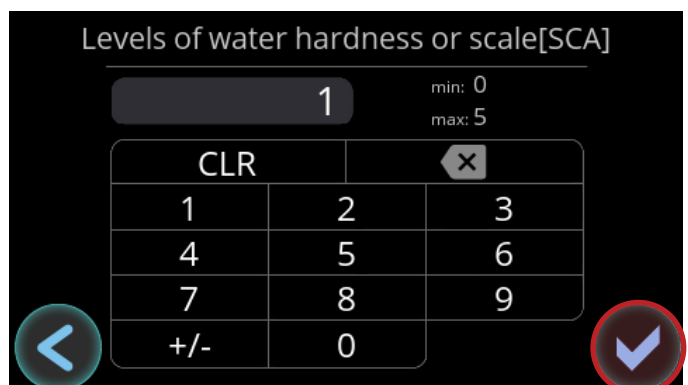 Levels of water hardness or scale[SCA]
1
min: 0
max: 5
CLR
1 2 3
4 5 6
7 8 9
+/- 0